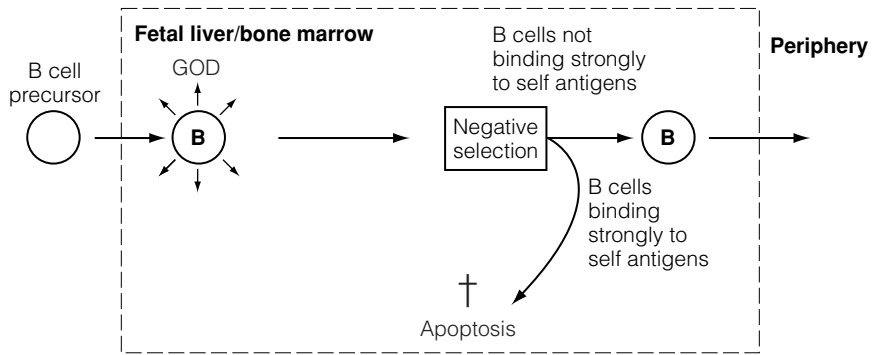 Fetal liver/bone marrow
Periphery
B cell
precursor
GOD
B
B cells not
binding strongly
to self antigens
Negative
selection
B
B cells
binding
strongly to
self antigens
†
Apoptosis